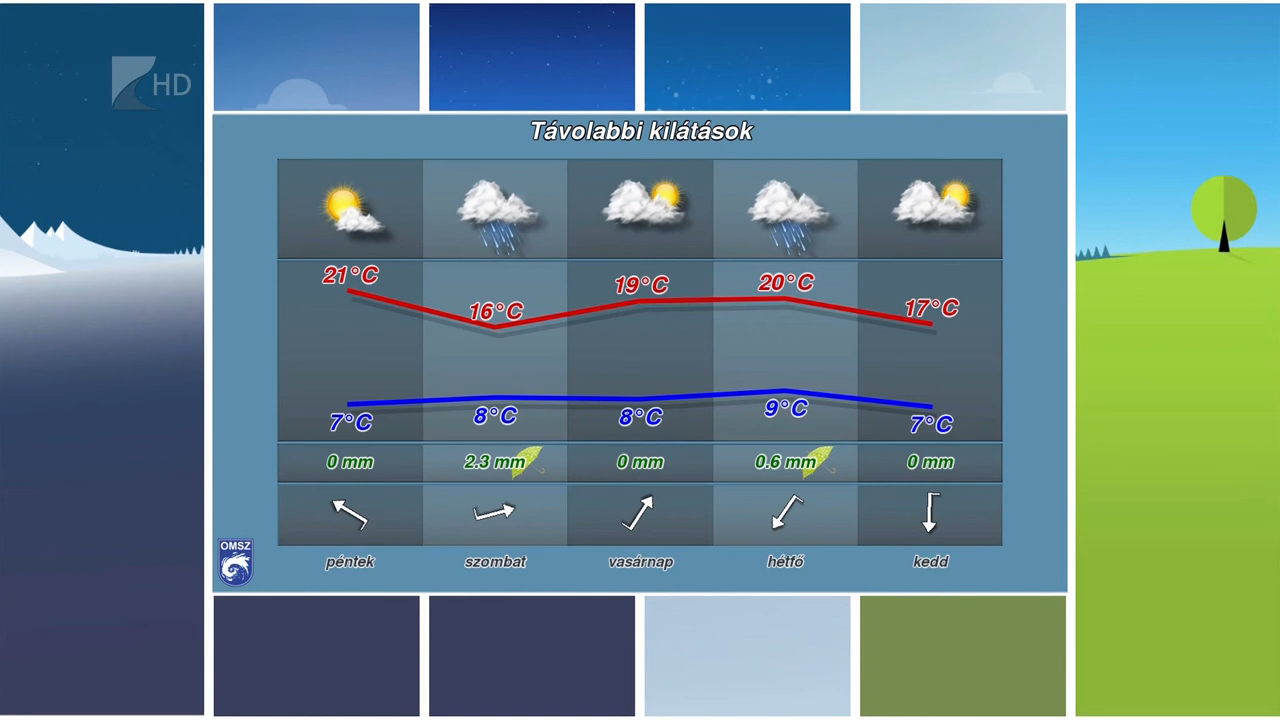 HD
Távolabbi kilátások
21°C 16°C 19°C 20°C 17°C
7°C 8°C 8°C 9°C 7°C
0 mm 2.3 mm 0 mm 0.6 mm 0 mm
OMSZ
péntek szombat vasárnap hétfő kedd